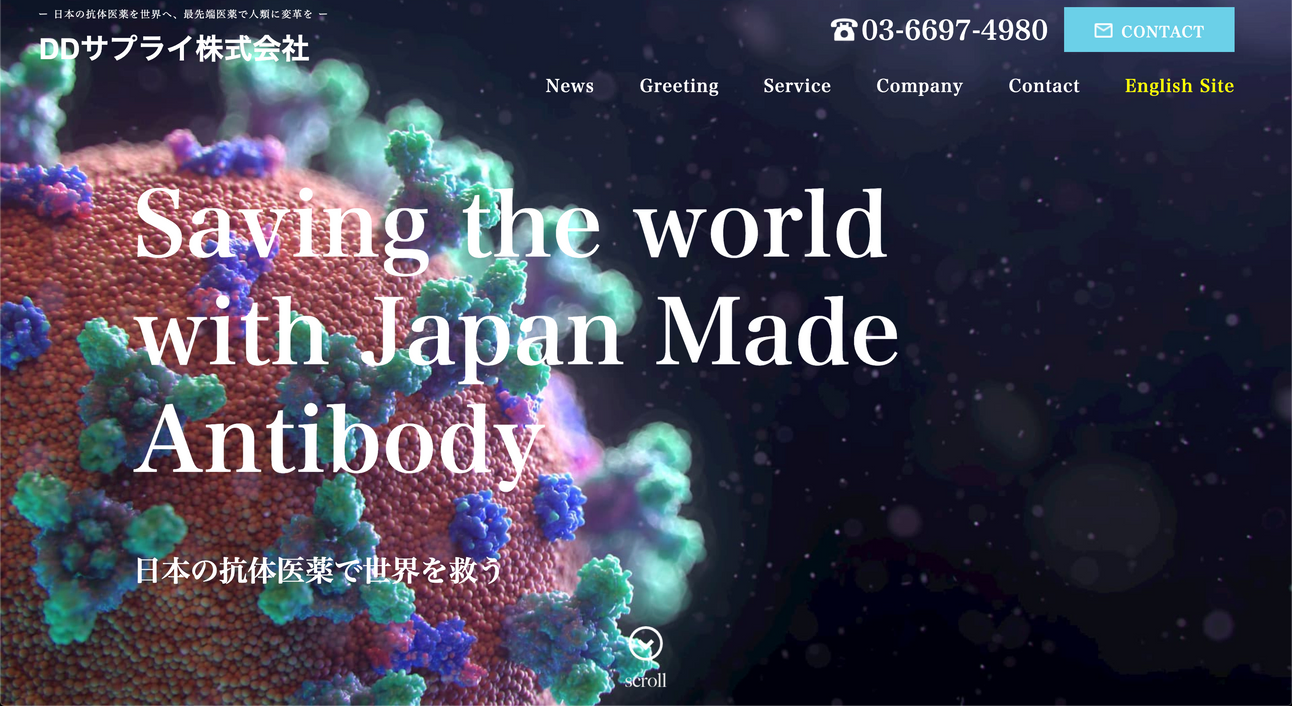 ー 日本の抗体医薬を世界へ、最先端医薬で人類に変革を ー
DDサプライ株式会社
☎03-6697-4980
CONTACT
News Greeting Service Company Contact English Site
Saving the world
with Japan Made
Antibody
日本の抗体医薬で世界を救う
scroll